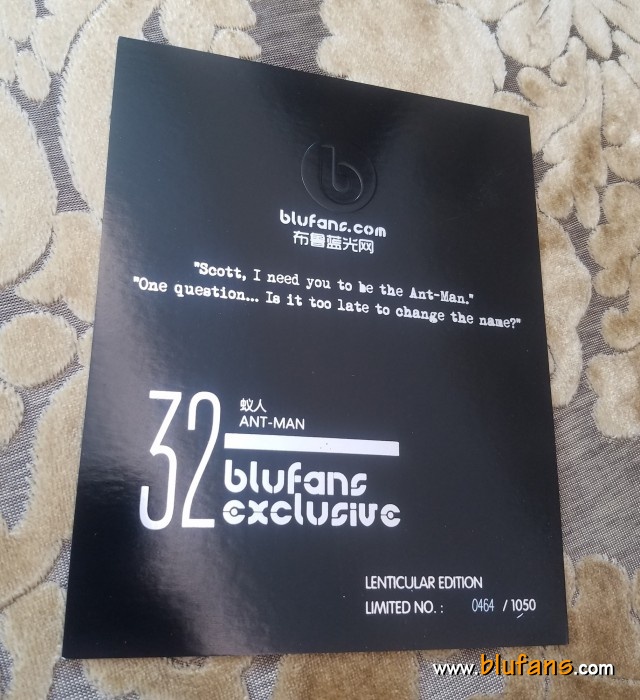 b
blufans.com
布鲁蓝光网
"Scott, I need you to be the Ant-Man."
"One question... Is it too late to change the name?"
32
蚁人
ANT-MAN
blufans
exclusive
LENTICULAR EDITION
LIMITED NO. : 0464 / 1050
www.blufans.com